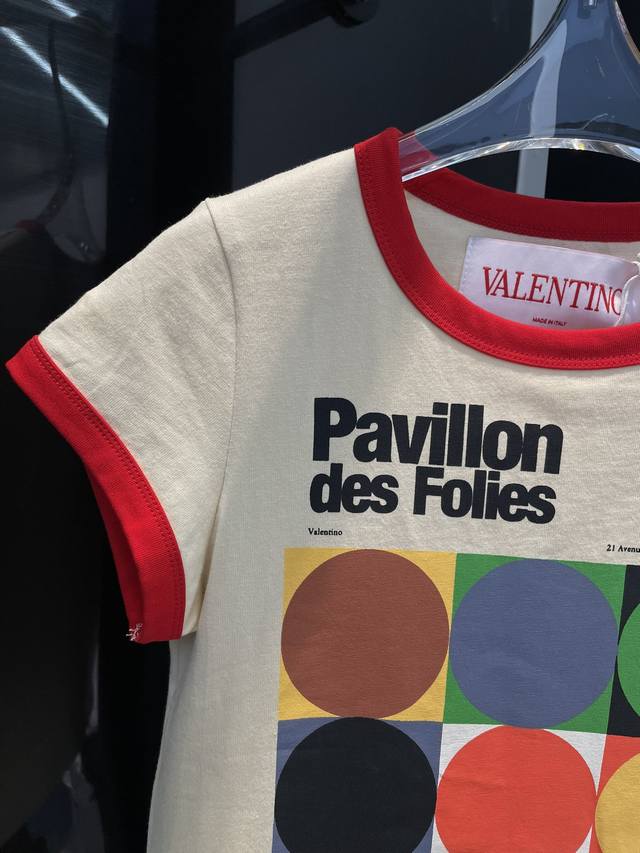 VALENTINO
MADE IN ITALY
Pavillon
des Folies
Valentino
21 Avenu